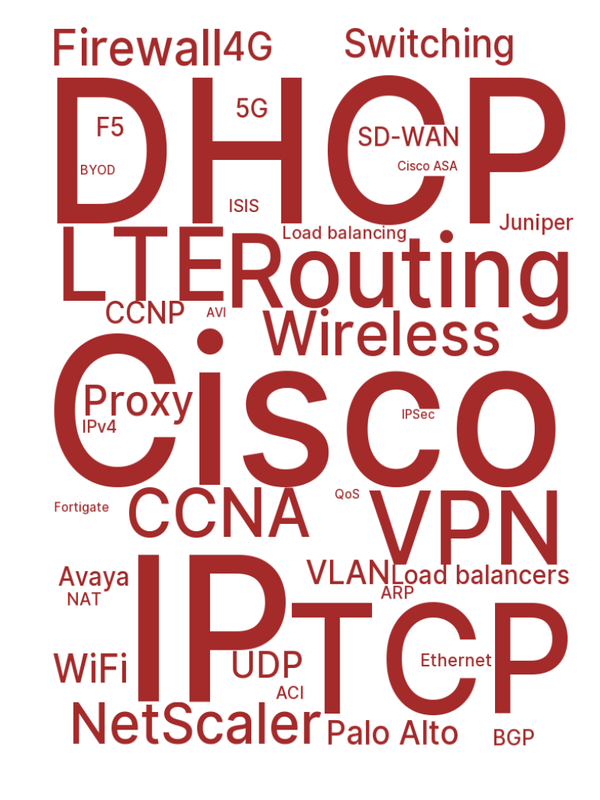 Firewall 4G Switching
DHCP
F5
5G
SD-WAN
BYOD
Cisco ASA
ISIS
Juniper
LTE
Load balancing
Routing
CCNP
AVI
Wireless
Cisco
Proxy
IPv4
IPSec
Fortigate
CCNA
QoS
VPN
Avaya
VLAN
Load balancers
NAT
ARP
IP
TCP
WiFi
UDP
Ethernet
ACI
NetScaler
Palo Alto
BGP